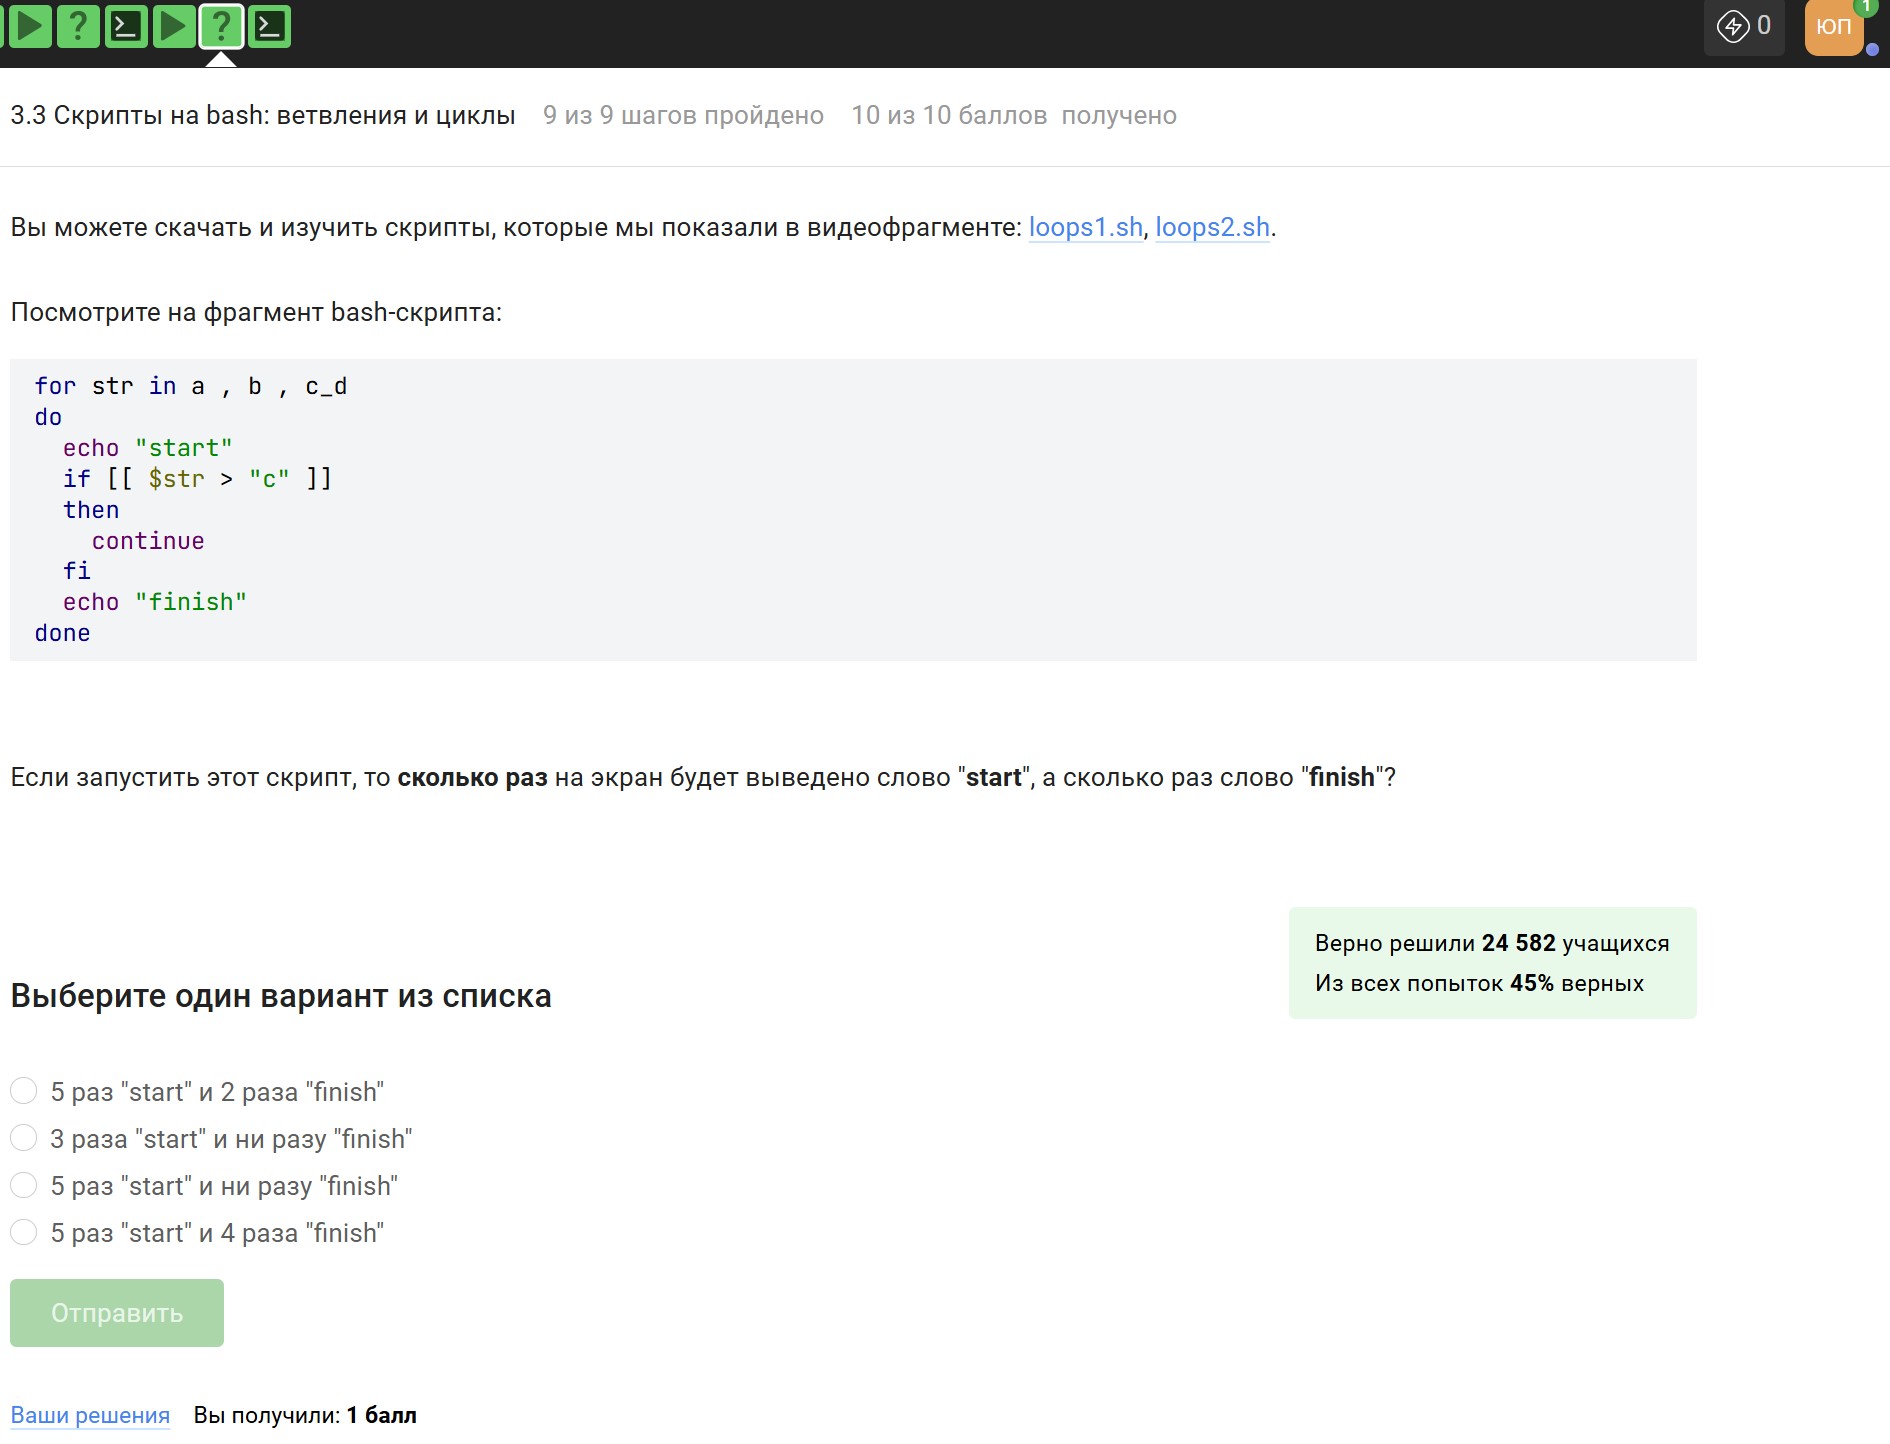 0
ЮП
1
3.3 Скрипты на bash: ветвления и циклы 9 из 9 шагов пройдено 10 из 10 баллов получено
Вы можете скачать и изучить скрипты, которые мы показали в видеофрагменте: loops1.sh, loops2.sh.
Посмотрите на фрагмент bash-скрипта:
for str in a , b , c_d
do
  echo "start"
  if [[ $str > "c" ]]
  then
    continue
  fi
  echo "finish"
done
Если запустить этот скрипт, то сколько раз на экран будет выведено слово "start", а сколько раз слово "finish"?
Верно решили 24 582 учащихся
Из всех попыток 45% верных
Выберите один вариант из списка
5 раз "start" и 2 раза "finish"
3 раза "start" и ни разу "finish"
5 раз "start" и ни разу "finish"
5 раз "start" и 4 раза "finish"
Отправить
Ваши решения Вы получили: 1 балл